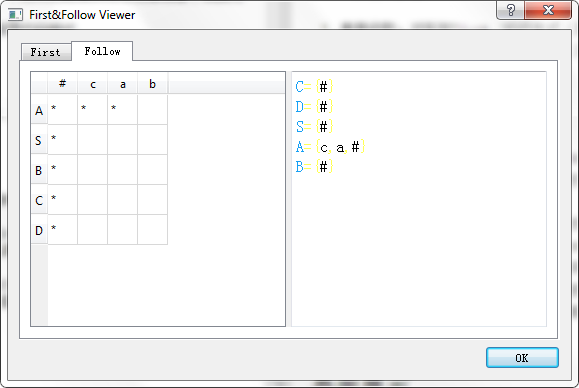 First&Follow Viewer
First Follow
# c a b
A * * *
S *
B *
C *
D *
C= #
D= #
S= #
A= c,a,#
B= #
OK